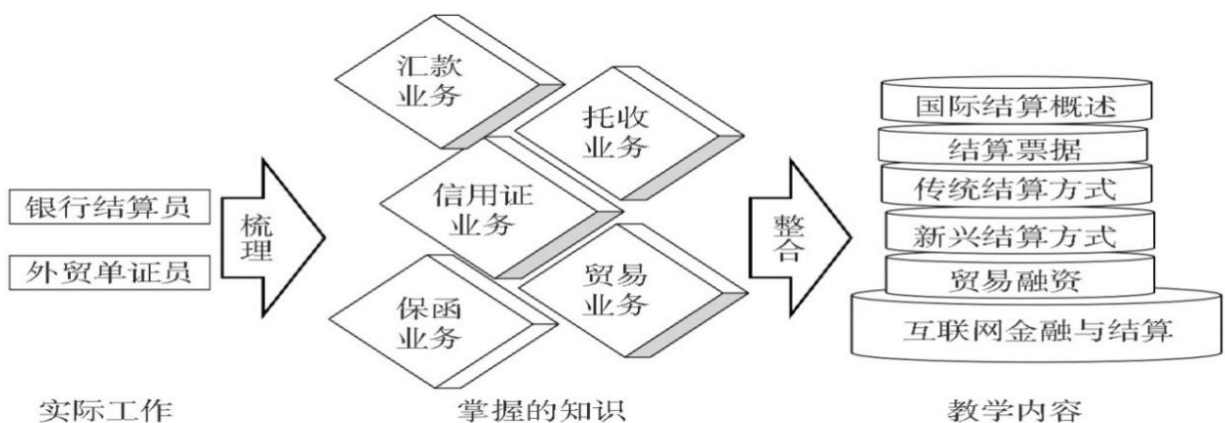 银行结算员
外贸单证员
梳理
汇款
业务
托收
业务
信用证
业务
贸易
业务
保函
业务
整合
国际结算概述
结算票据
传统结算方式
新兴结算方式
贸易融资
互联网金融与结算
实际工作
掌握的知识
教学内容